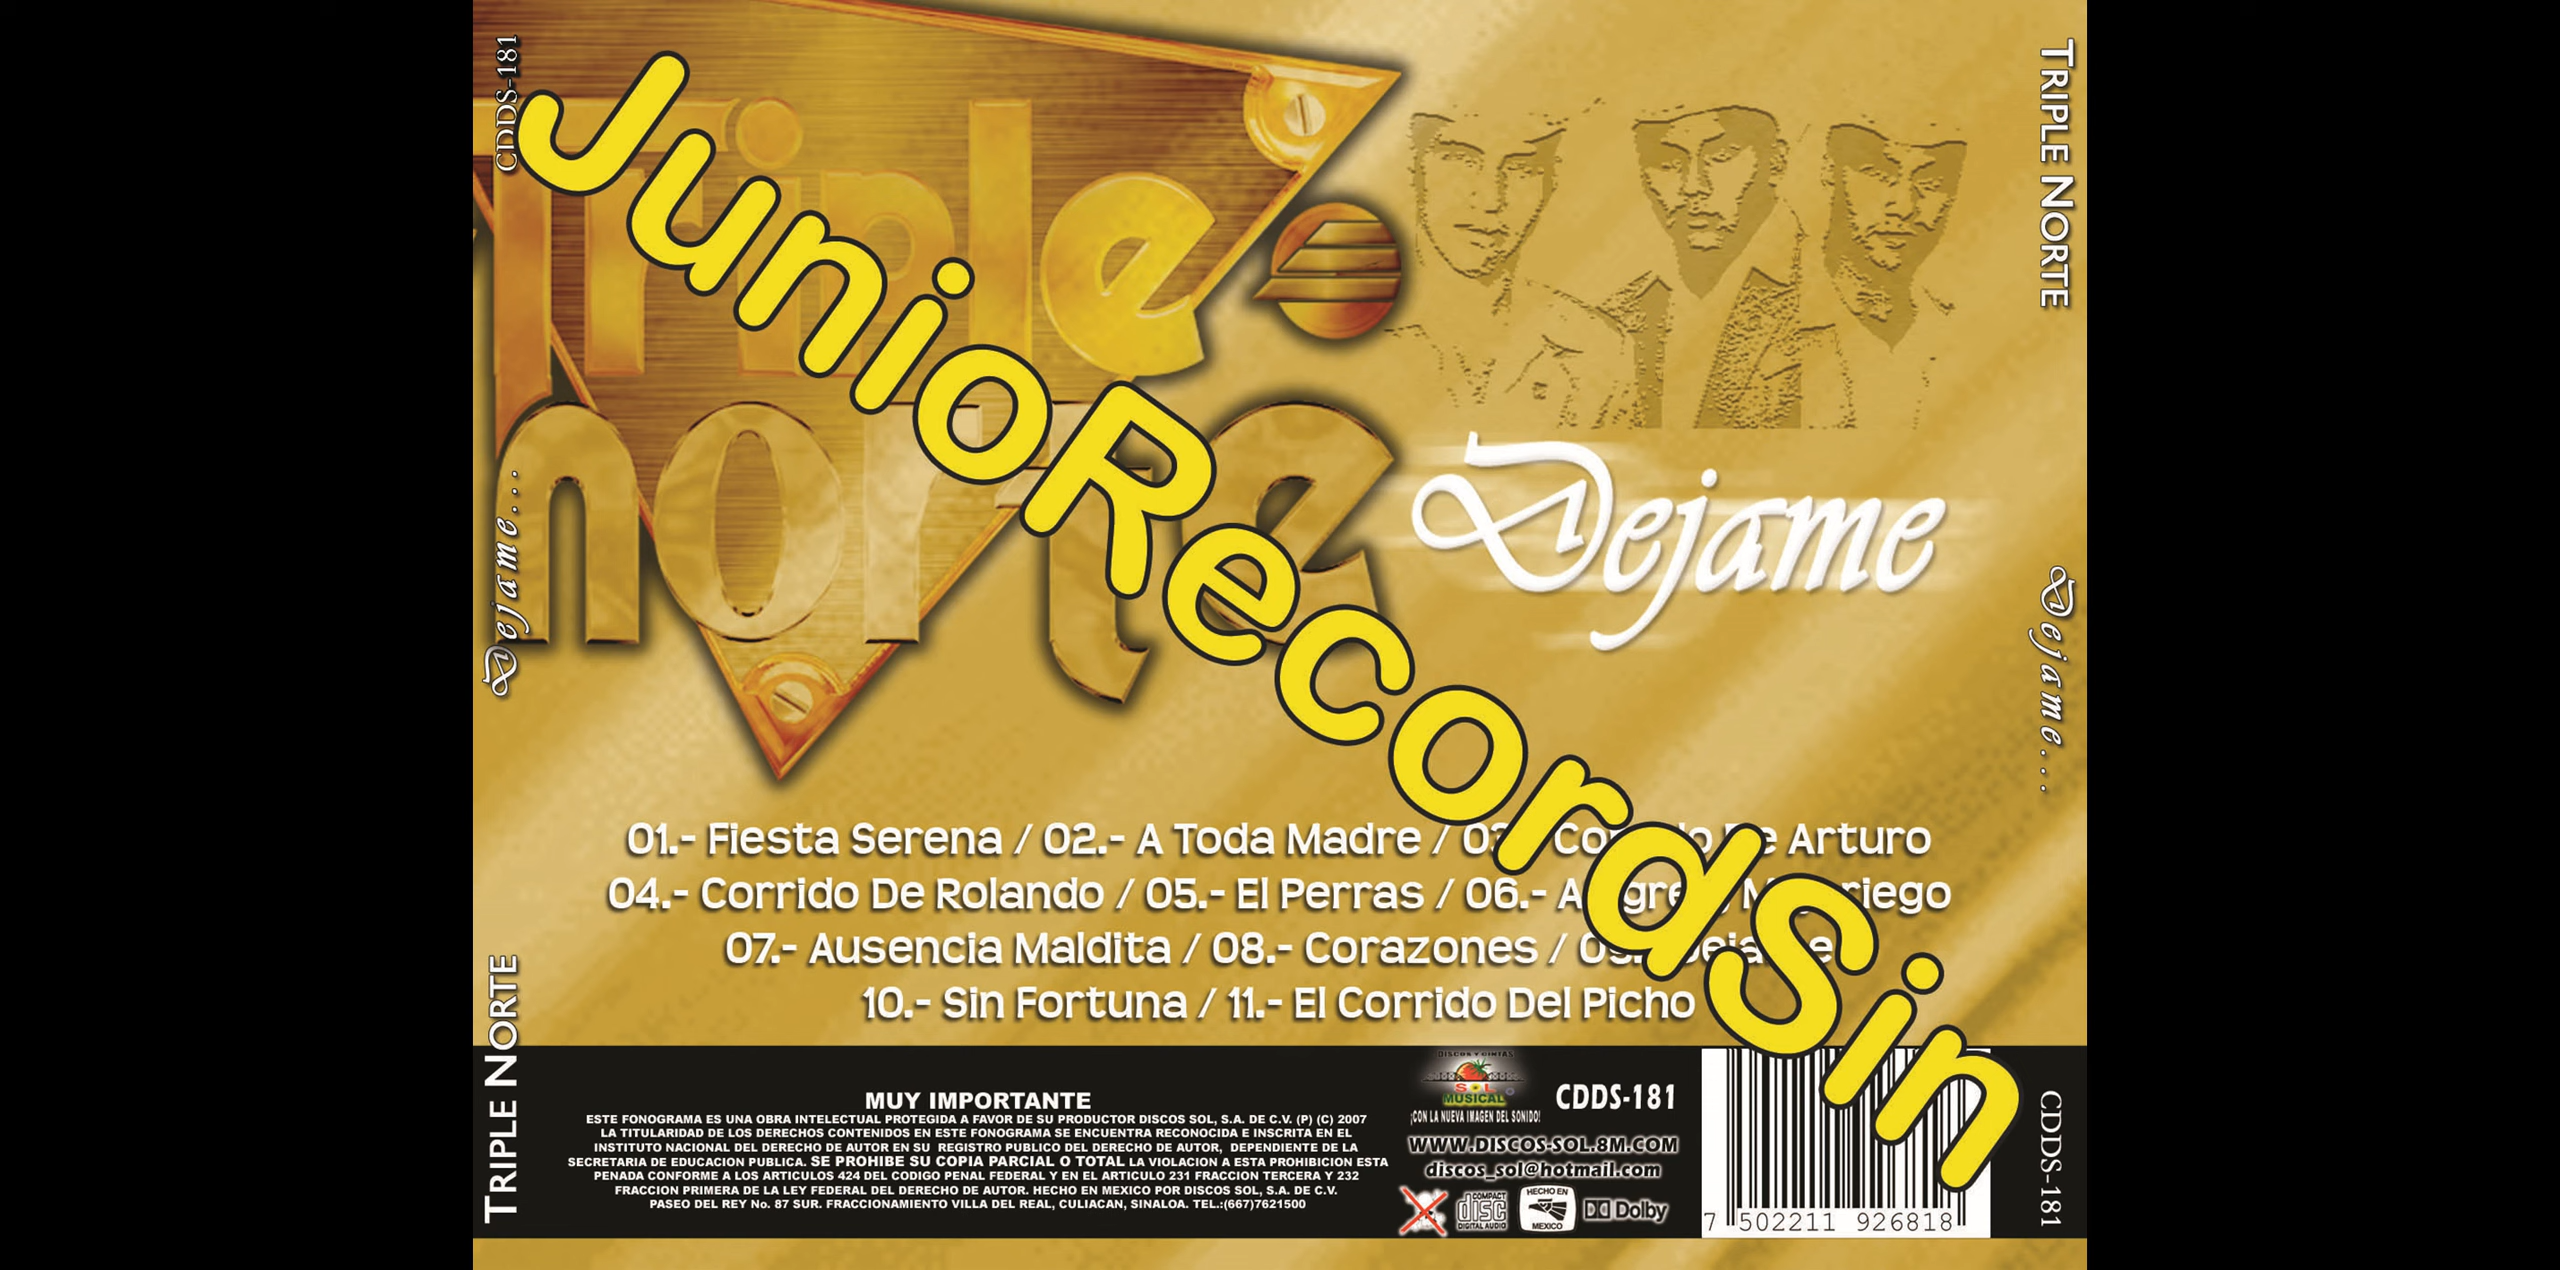 CDDS-181
Dejame...
TRIPLE NORTE
Triple
norte
JunioRecordSin
Dejame
01.- Fiesta Serena / 02.- A Toda Madre / 03 De Arturo
04.- Corrido De Rolando / 05.- El Perras / 06.-
07.- Ausencia Maldita / 08.- Corazones / 09. Dejame
10.- Sin Fortuna / 11.- El Corrido Del Picho
MUY IMPORTANTE
ESTE FONOGRAMA ES UNA OBRA INTELECTUAL PROTEGIDA A FAVOR DE SU PRODUCTOR DISCOS SOL, S.A. DE C.V. (P) (C) 2007
LA TITULARIDAD DE LOS DERECHOS CONTENIDOS EN ESTE FONOGRAMA SE ENCUENTRA RECONOCIDA E INSCRITA EN EL
INSTITUTO NACIONAL DEL DERECHO DE AUTOR EN SU REGISTRO PUBLICO DEL DERECHO DE AUTOR, DEPENDIENTE DE LA
SECRETARIA DE EDUCACION PUBLICA. SE PROHIBE SU COPIA PARCIAL O TOTAL LA VIOLACION A ESTA PROHIBICION ESTA
PENADA CONFORME A LOS ARTICULOS 424 DEL CODIGO PENAL FEDERAL Y EN EL ARTICULO 231 FRACCION TERCERA Y 232
FRACCION PRIMERA DE LA LEY FEDERAL DEL DERECHO DE AUTOR. HECHO EN MEXICO POR DISCOS SOL, S.A. DE C.V.
PASEO DEL REY No. 87 SUR. FRACCIONAMIENTO VILLA DEL REAL, CULIACAN, SINALOA. TEL.:(667)7621500
DISCOS Y CINTAS
SOL
MUSICAL
¡CON LA NUEVA IMAGEN DEL SONIDO!
CDDS-181
WWW.DISCOS-SOL.8M.COM
discos_sol@hotmail.com
COMPACT
disc
DIGITAL AUDIO
HECHO EN
MEXICO
Dolby
7 502211 926818
TRIPLE NORTE
Dejame...
CDDS-181